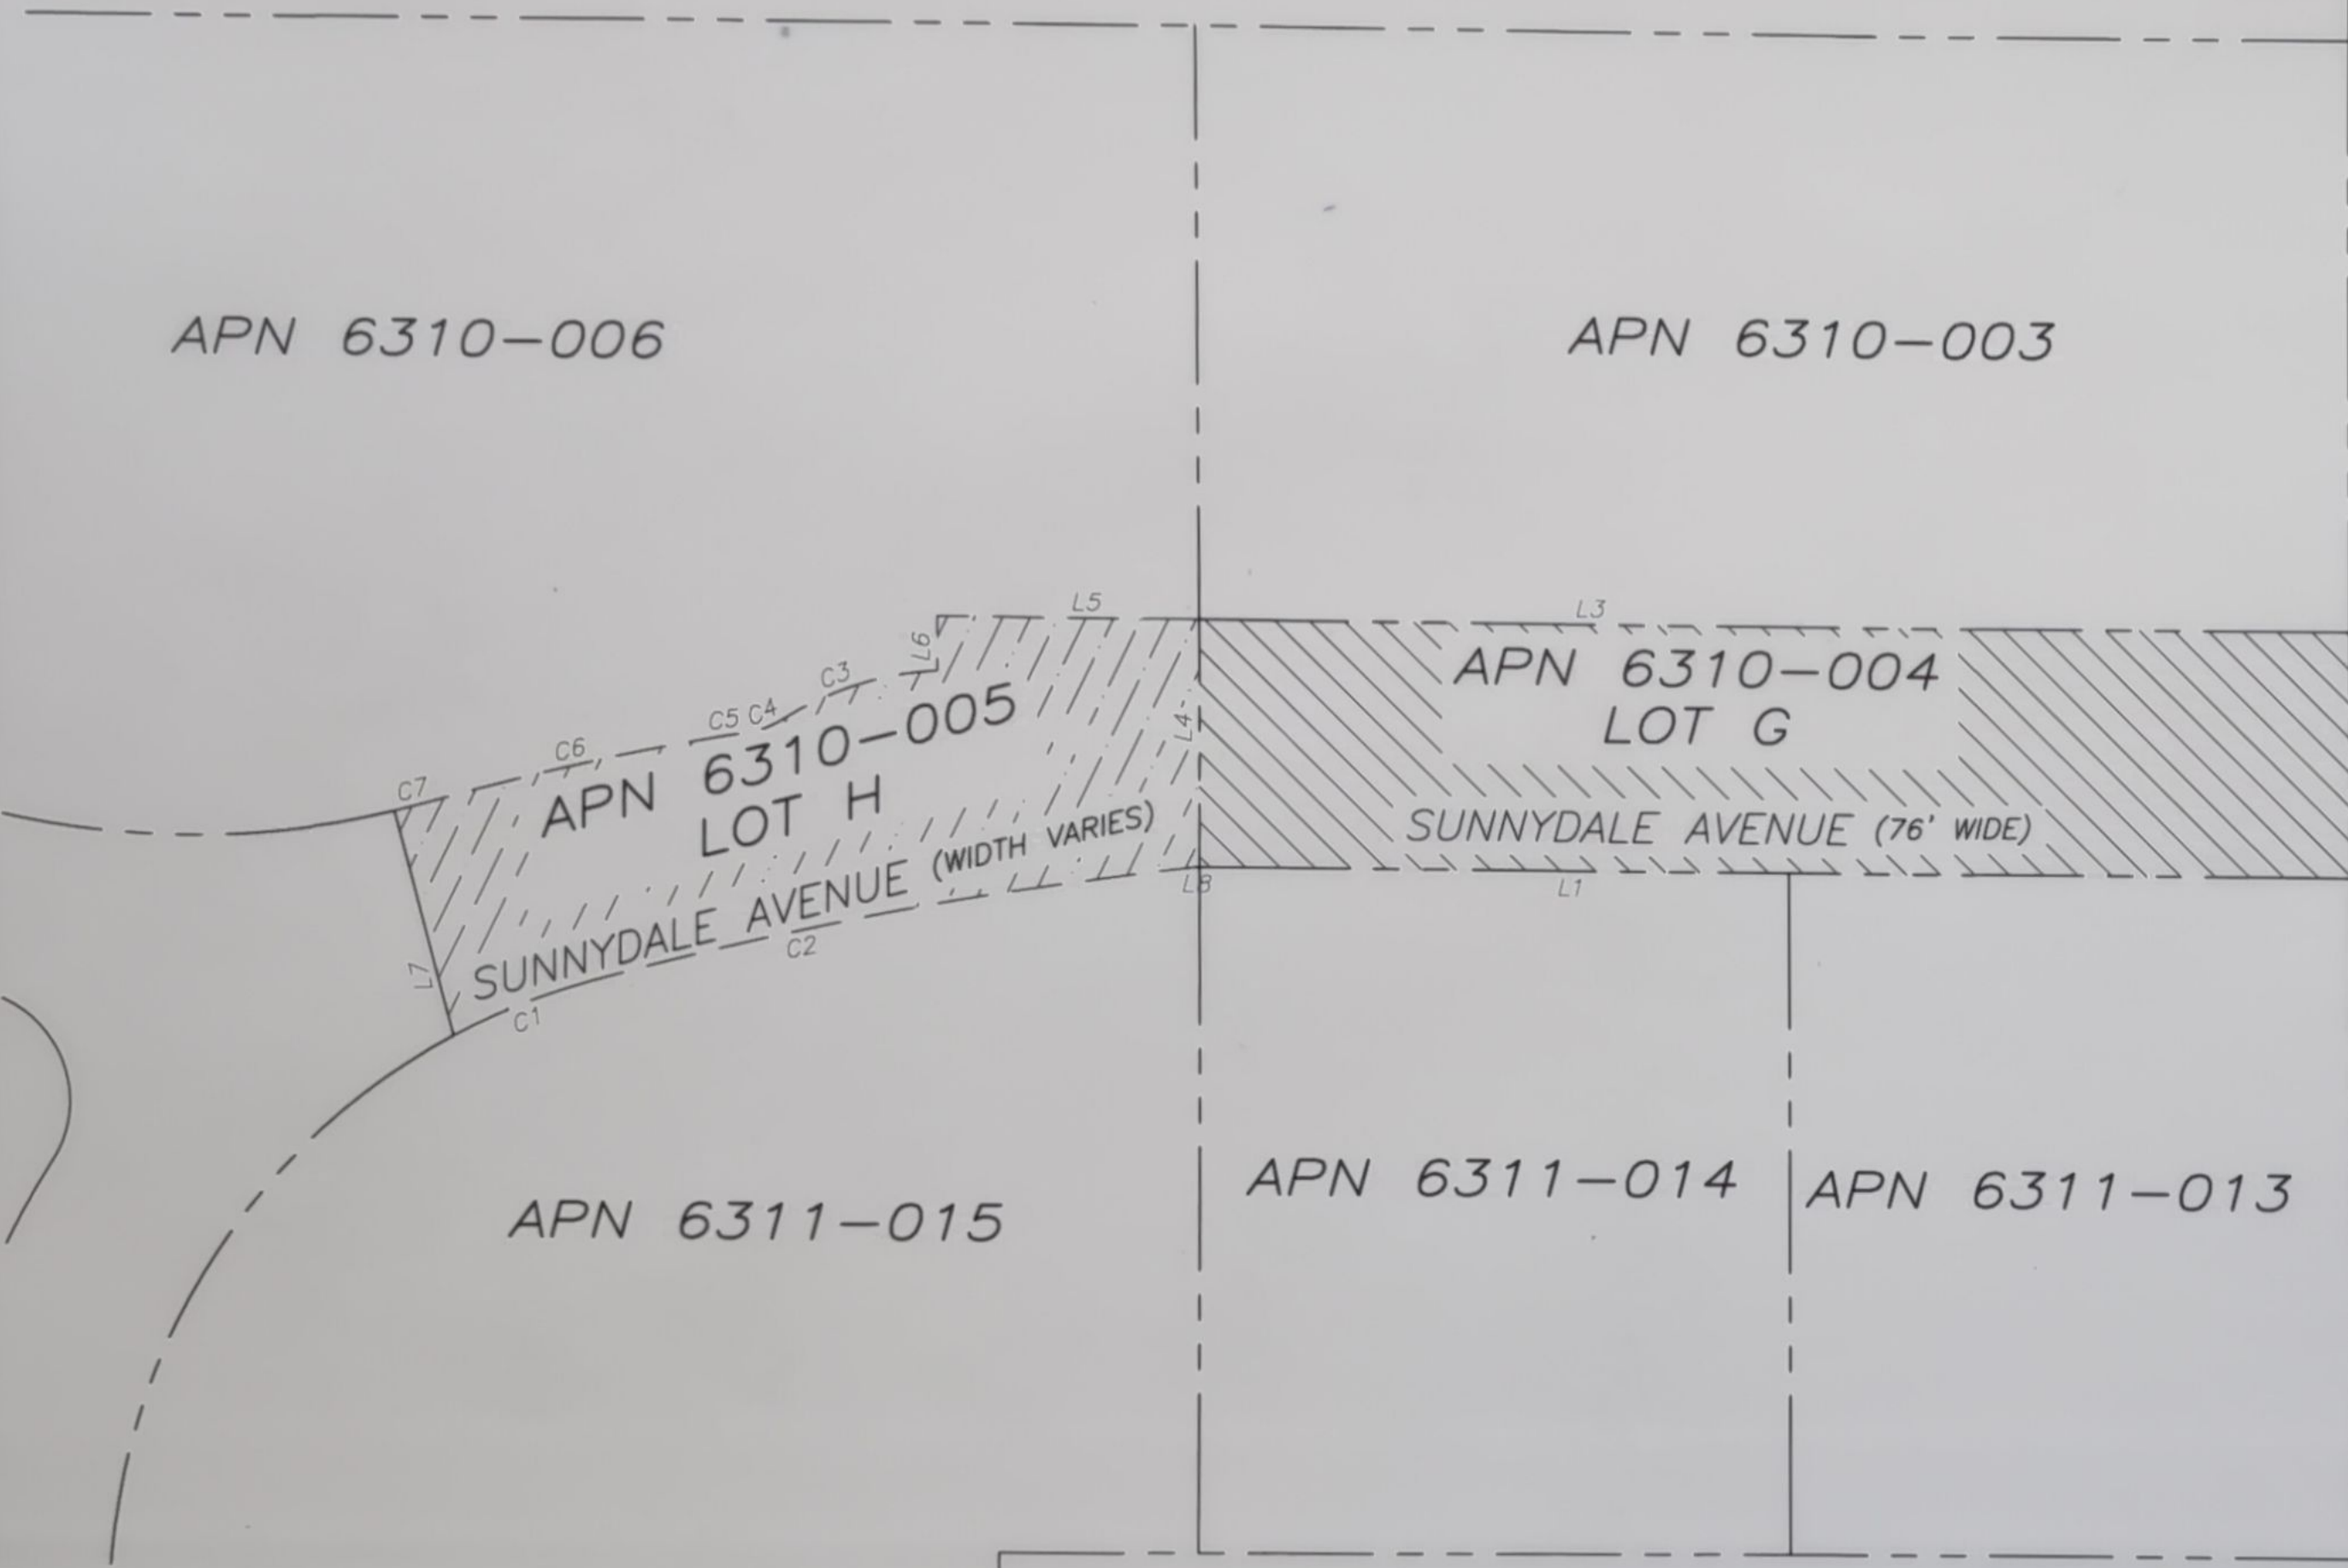 APN 6310-006
APN 6310-003
L5
L3
L6
C3
APN 6310-004
LOT G
C5 C4
L4
C6
APN 6310-005
LOT H
C7
SUNNYDALE AVENUE (76' WIDE)
SUNNYDALE AVENUE (WIDTH VARIES)
L8
L1
C2
L7
C1
APN 6311-015
APN 6311-014
APN 6311-013